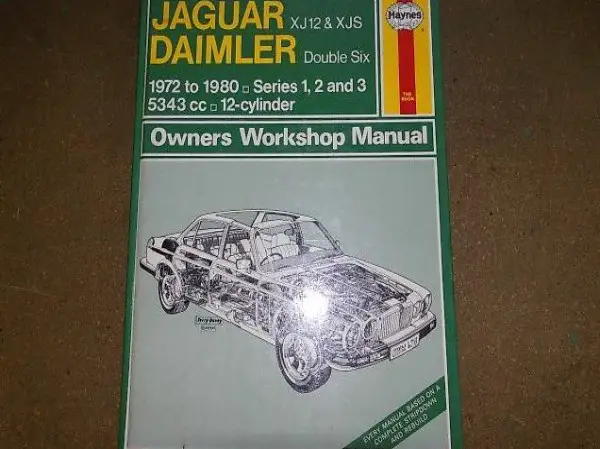 JAGUAR XJ12 & XJS
Haynes
DAIMLER Double Six
1972 to 1980 □ Series 1, 2 and 3
5343 cc □ 12-cylinder
Owners Workshop Manual
EVERY MANUAL BASED ON A
COMPLETE STRIPDOWN
AND REBUILD